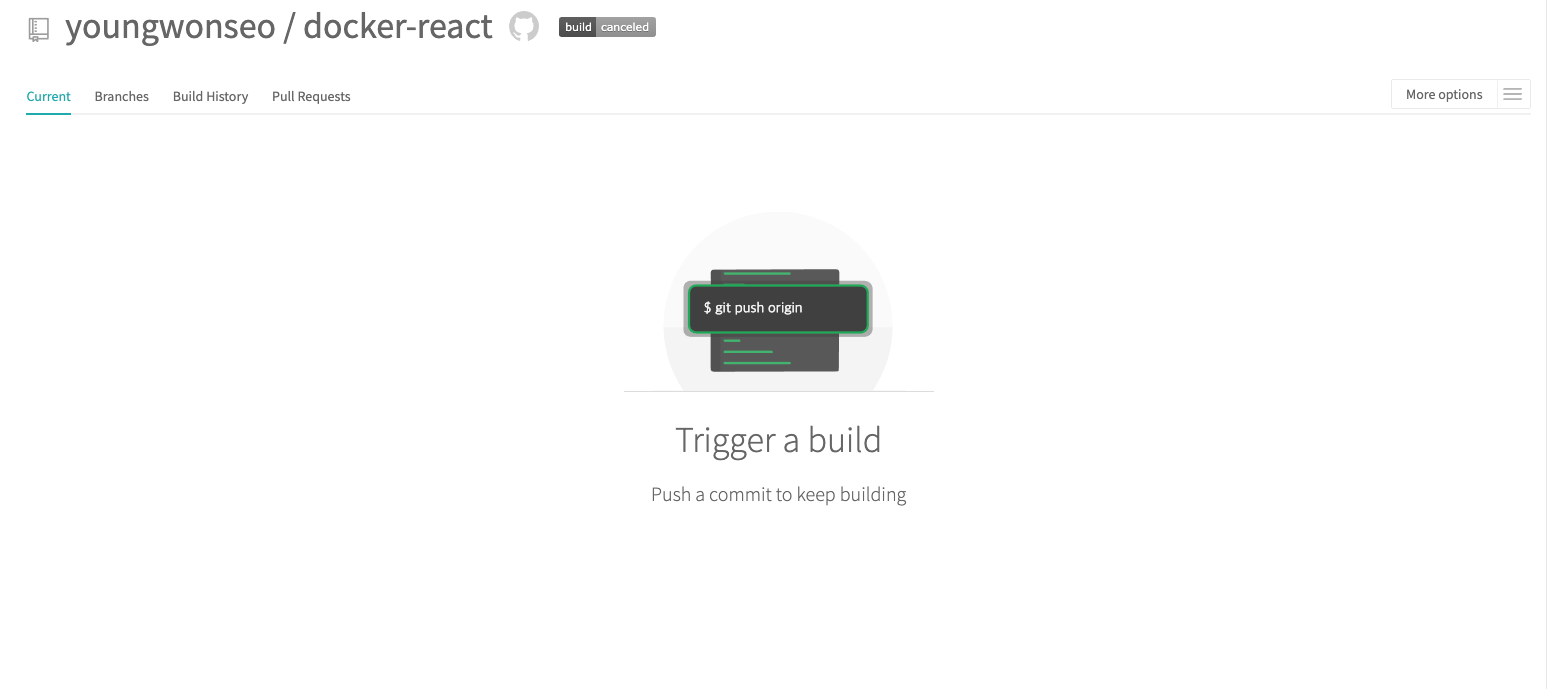 youngwonseo / docker-react build canceled
Current Branches Build History Pull Requests More options
$ git push origin
Trigger a build
Push a commit to keep building